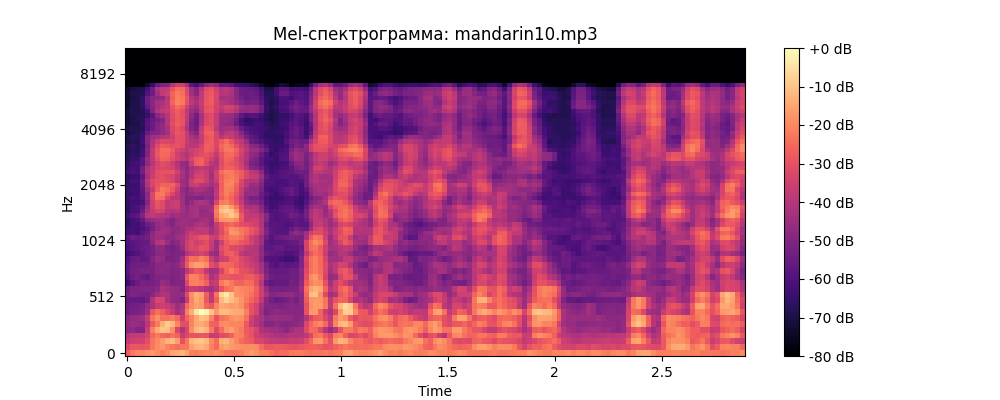 Mel-спектрограмма: mandarin10.mp3
+0 dB
8192
-10 dB
4096
-20 dB
-30 dB
2048
Hz
-40 dB
1024
-50 dB
-60 dB
512
-70 dB
0
-80 dB
0 0.5 1 1.5 2 2.5
Time